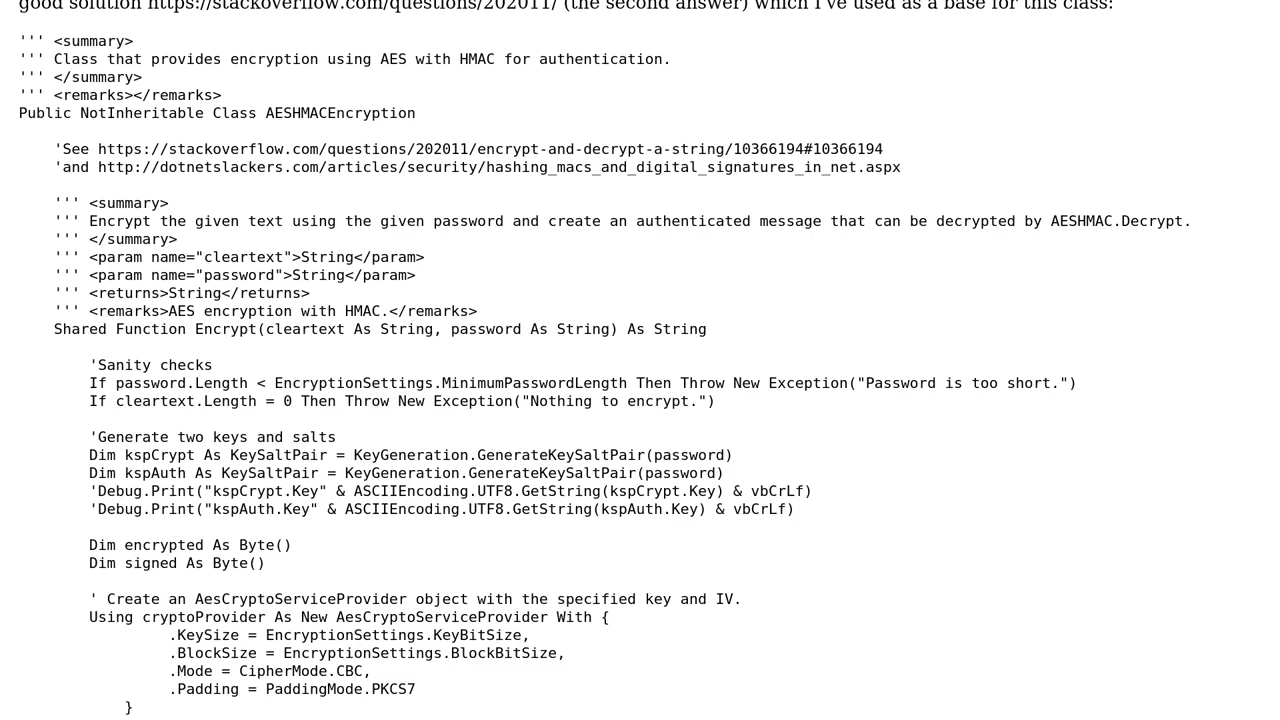 good solution https://stackoverflow.com/questions/202011/ (the second answer) which I've used as a base for this class:
''' <summary>
''' Class that provides encryption using AES with HMAC for authentication.
''' </summary>
''' <remarks></remarks>
Public NotInheritable Class AESHMACEncryption
'See https://stackoverflow.com/questions/202011/encrypt-and-decrypt-a-string/10366194#10366194
'and http://dotnetslackers.com/articles/security/hashing_macs_and_digital_signatures_in_net.aspx
''' <summary>
''' Encrypt the given text using the given password and create an authenticated message that can be decrypted by AESHMAC.Decrypt.
''' </summary>
''' <param name="cleartext">String</param>
''' <param name="password">String</param>
''' <returns>String</returns>
''' <remarks>AES encryption with HMAC.</remarks>
Shared Function Encrypt(cleartext As String, password As String) As String
'Sanity checks
If password.Length < EncryptionSettings.MinimumPasswordLength Then Throw New Exception("Password is too short.")
If cleartext.Length = 0 Then Throw New Exception("Nothing to encrypt.")
'Generate two keys and salts
Dim kspCrypt As KeySaltPair = KeyGeneration.GenerateKeySaltPair(password)
Dim kspAuth As KeySaltPair = KeyGeneration.GenerateKeySaltPair(password)
'Debug.Print("kspCrypt.Key" & ASCIIEncoding.UTF8.GetString(kspCrypt.Key) & vbCrLf)
'Debug.Print("kspAuth.Key" & ASCIIEncoding.UTF8.GetString(kspAuth.Key) & vbCrLf)
Dim encrypted As Byte()
Dim signed As Byte()
' Create an AesCryptoServiceProvider object with the specified key and IV.
Using cryptoProvider As New AesCryptoServiceProvider With {
.KeySize = EncryptionSettings.KeyBitSize,
.BlockSize = EncryptionSettings.BlockBitSize,
.Mode = CipherMode.CBC,
.Padding = PaddingMode.PKCS7
}